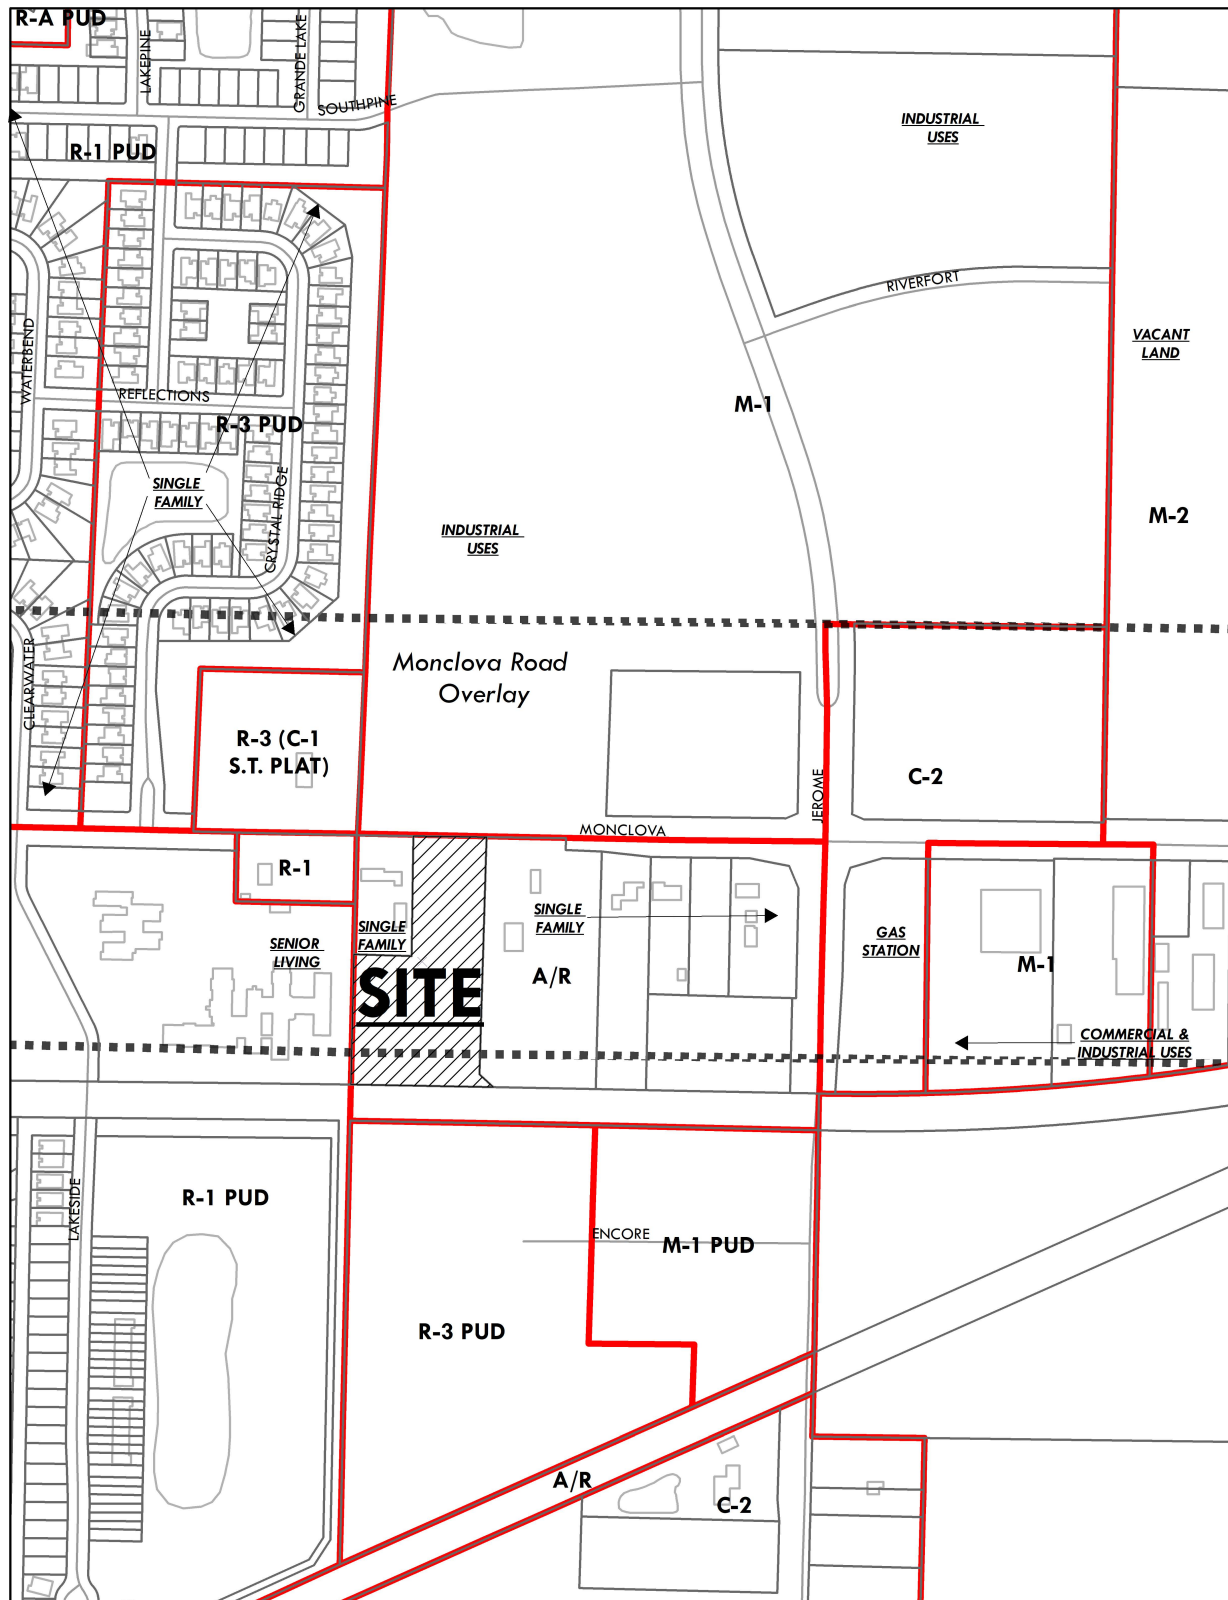 R-A PUD
LAKEPINE
GRANDE LAKE
SOUTHPINE
INDUSTRIAL
USES
R-1 PUD
RIVERFORT
WATERBEND
VACANT
LAND
REFLECTIONS
R-3 PUD
M-1
SINGLE
FAMILY
CRYSTAL RIDGE
INDUSTRIAL
USES
M-2
CLEARWATER
Monclova Road
Overlay
R-3 (C-1
S.T. PLAT)
JEROME
C-2
MONCLOVA
R-1
SINGLE
FAMILY
SINGLE
FAMILY
SENIOR
LIVING
GAS
STATION
A/R
M-1
SITE
COMMERCIAL &
INDUSTRIAL USES
LAKESIDE
R-1 PUD
ENCORE
M-1 PUD
R-3 PUD
A/R
C-2